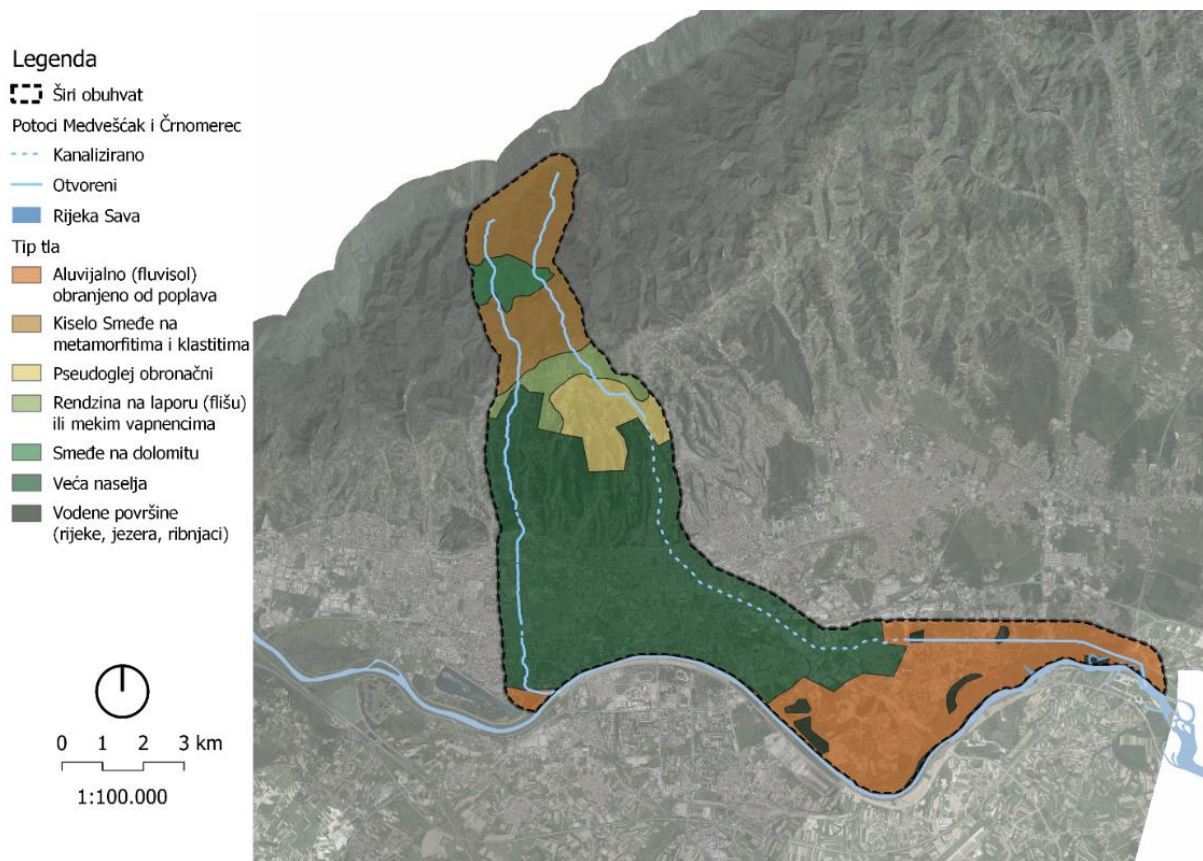 Legenda
Širi obuhvat
Potoci Medvešćak i Črnomerec
Kanalizirano
Otvoreni
Rijeka Sava
Tip tla
Aluvijalno (fluvisol)
obranjeno od poplava
Kiselo Smeđe na
metamorfitima i klastitima
Pseudoglej obronačni
Rendzina na laporu (flišu)
ili mekim vapnencima
Smeđe na dolomitu
Veća naselja
Vodene površine
(rijeke, jezera, ribnjaci)
0 1 2 3 km
1:100.000